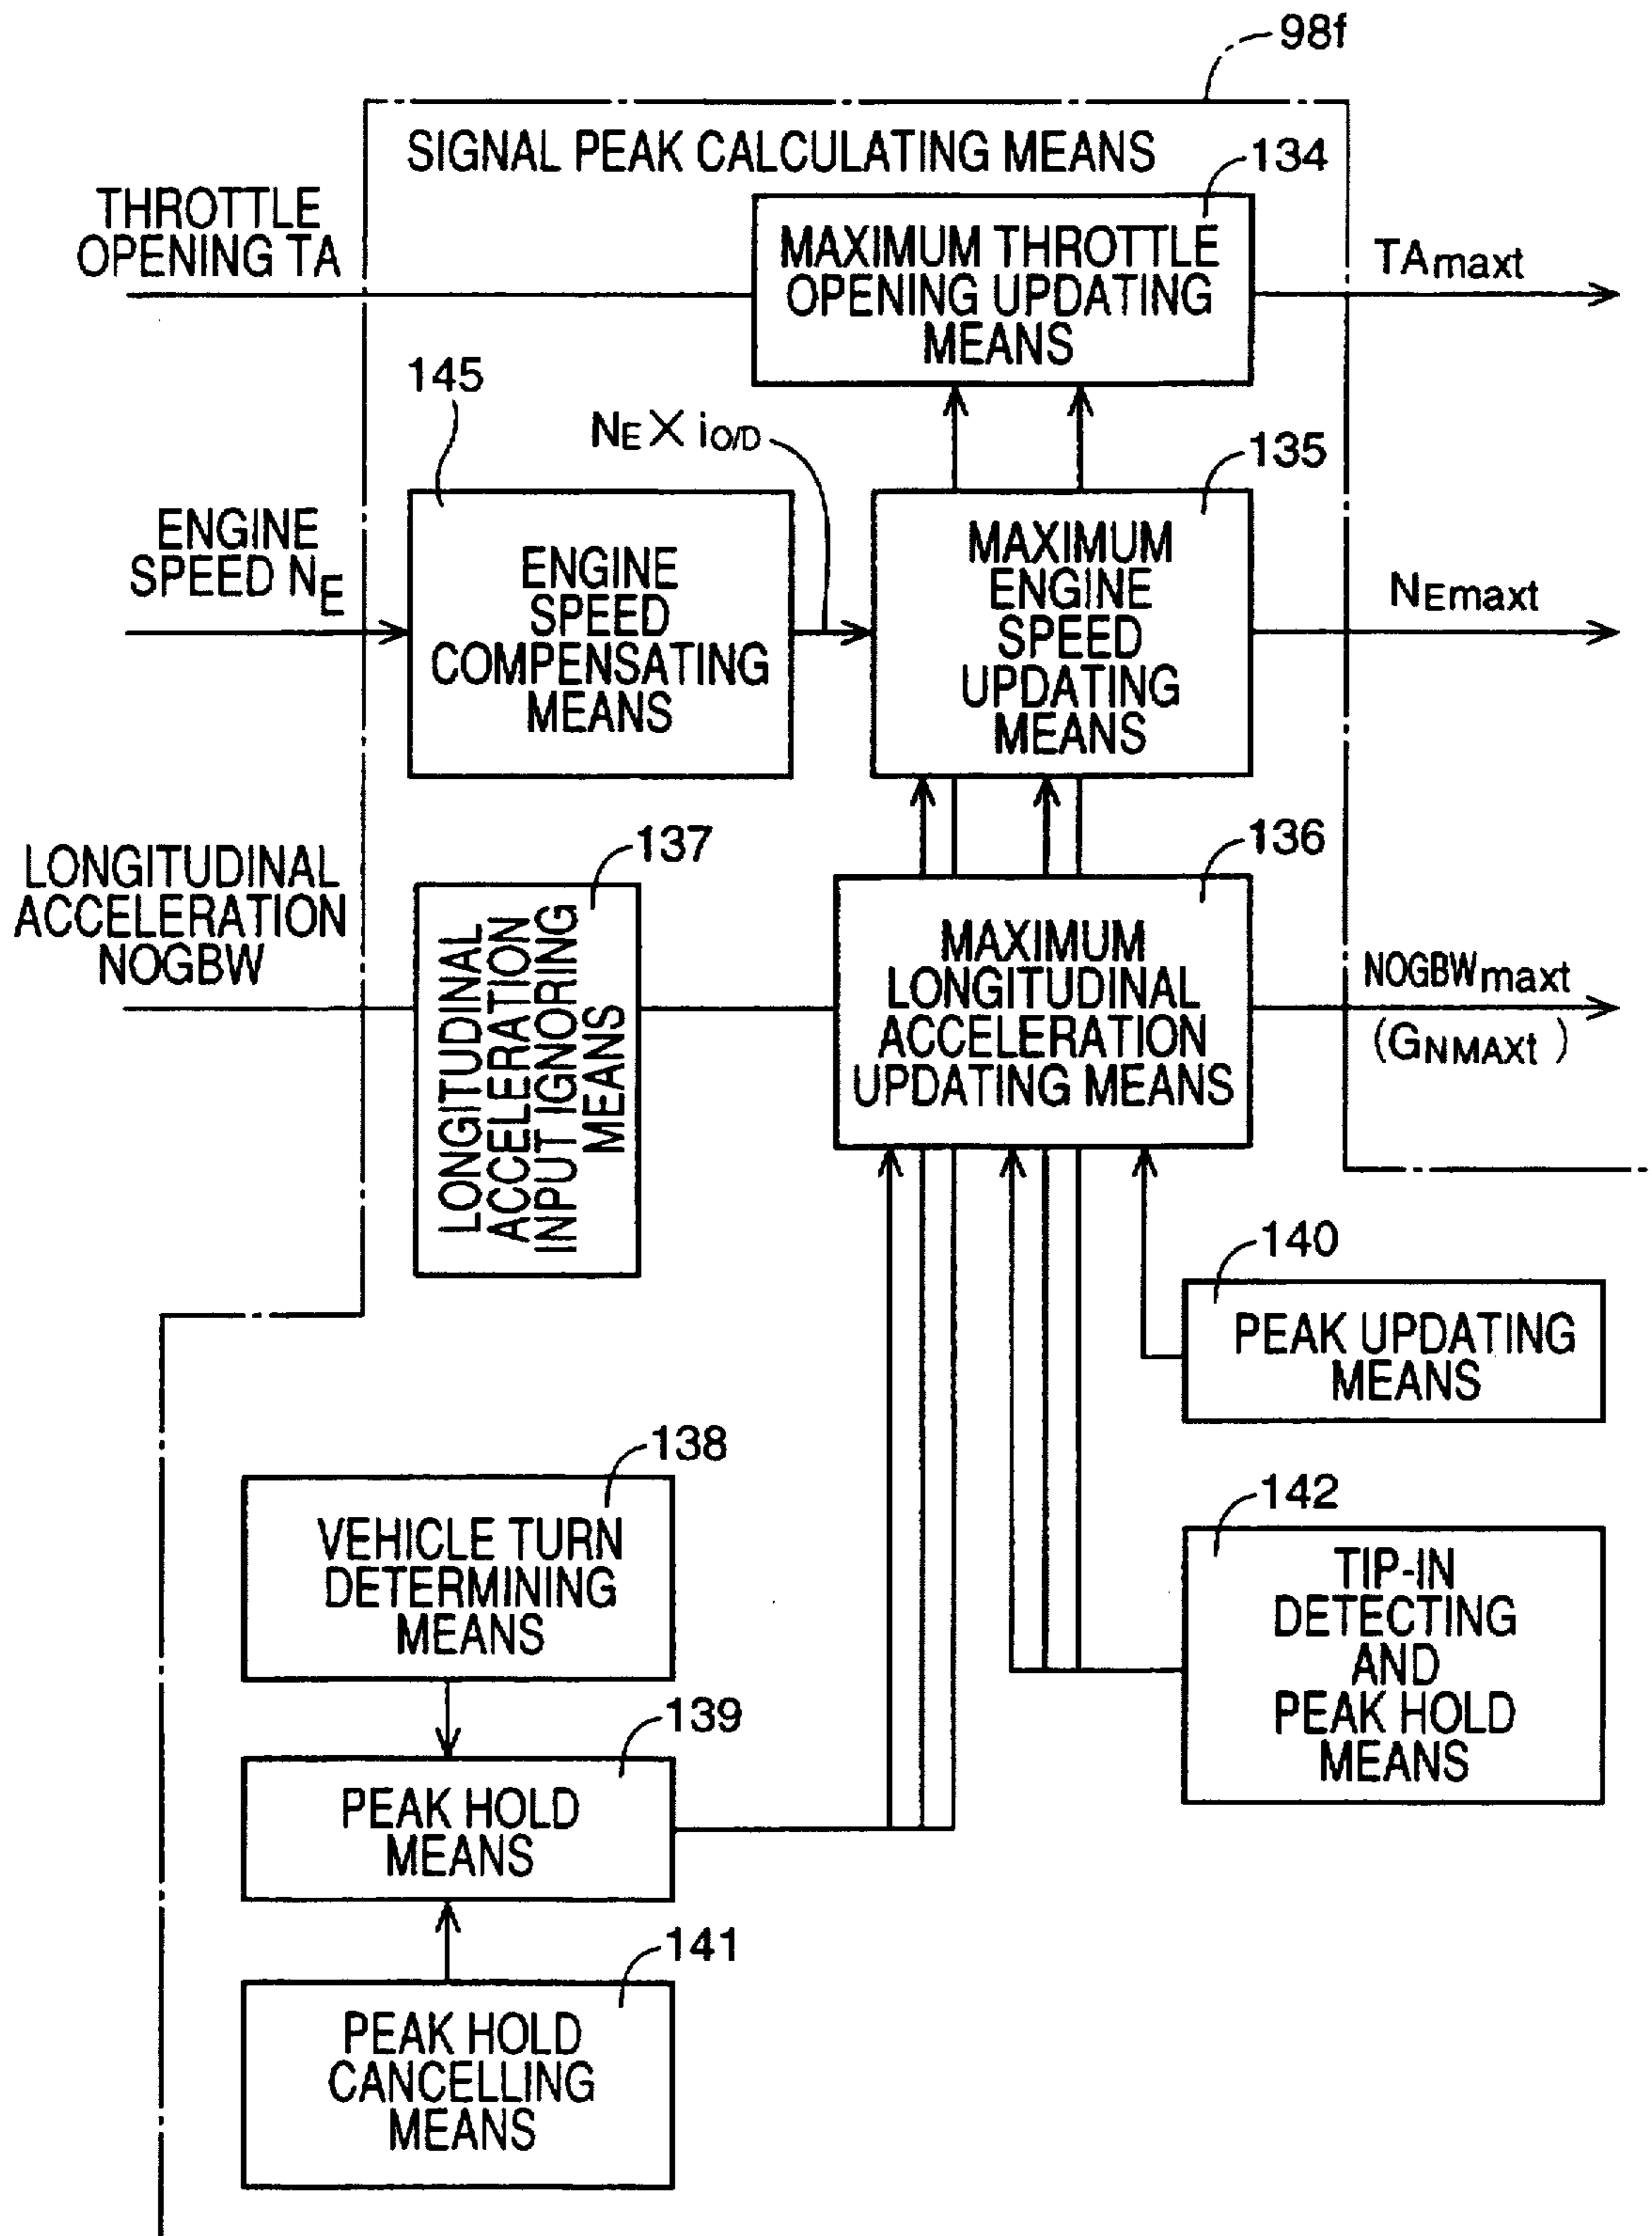 98f
SIGNAL PEAK CALCULATING MEANS
134
THROTTLE
OPENING TA
MAXIMUM THROTTLE
OPENING UPDATING
MEANS
TAmaxt
145
NE X iO/D
135
ENGINE
SPEED NE
ENGINE
SPEED
COMPENSATING
MEANS
MAXIMUM
ENGINE
SPEED
UPDATING
MEANS
NEmaxt
137
136
LONGITUDINAL
ACCELERATION
NOGBW
LONGITUDINAL
ACCELERATION
INPUT IGNORING
MEANS
MAXIMUM
LONGITUDINAL
ACCELERATION
UPDATING MEANS
NOGBWmaxt
(GNMAXt)
140
PEAK UPDATING
MEANS
138
VEHICLE TURN
DETERMINING
MEANS
142
TIP-IN
DETECTING
AND
PEAK HOLD
MEANS
139
PEAK HOLD
MEANS
141
PEAK HOLD
CANCELLING
MEANS